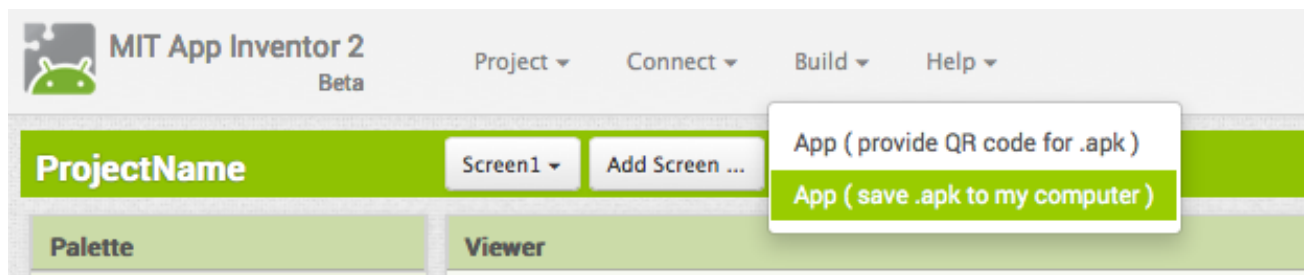 MIT App Inventor 2
Beta
Project Connect Build Help
ProjectName
Screen1 Add Screen ...
App ( provide QR code for .apk )
App ( save .apk to my computer )
Palette
Viewer